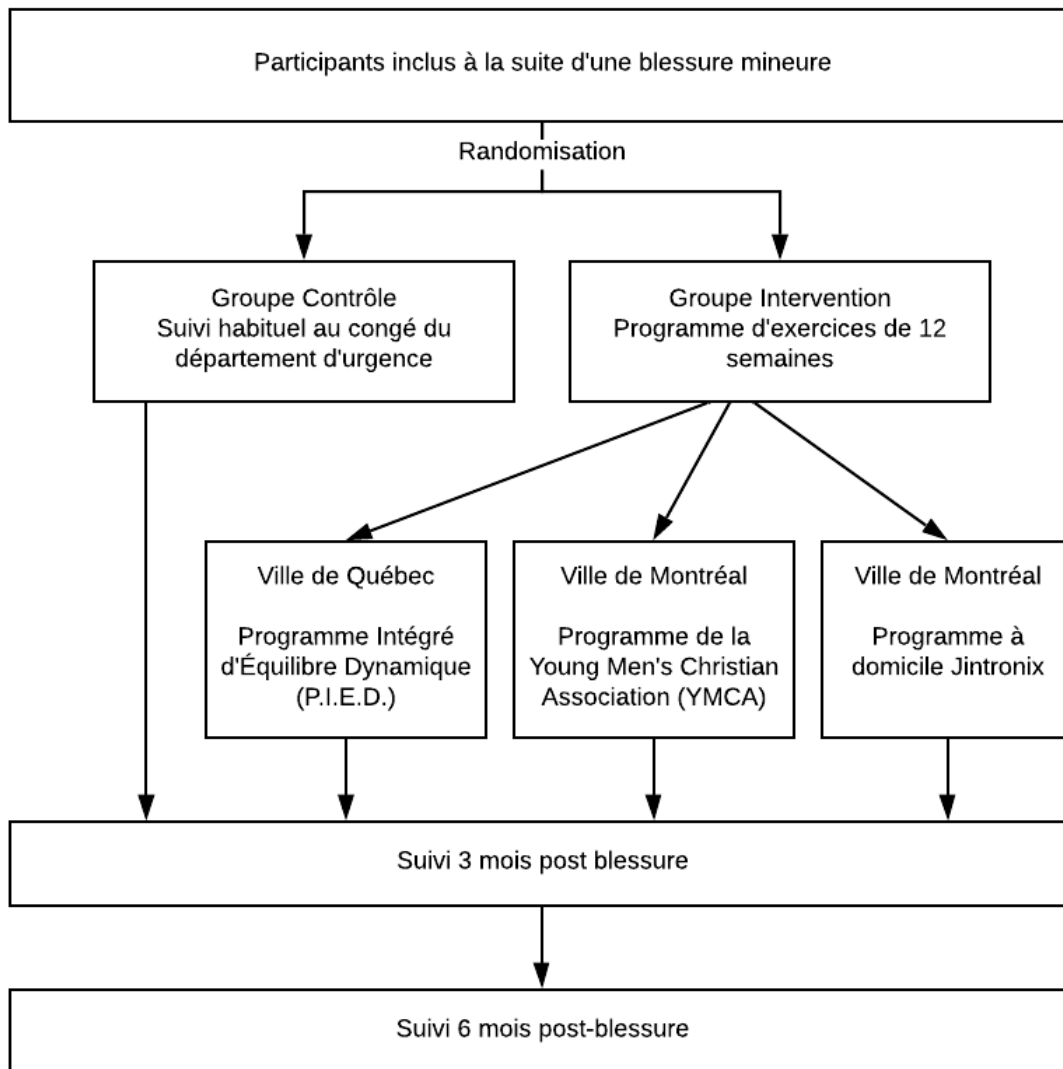 Participants inclus à la suite d'une blessure mineure
Randomisation
Groupe Contrôle
Suivi habituel au congé du
département d'urgence
Groupe Intervention
Programme d'exercices de 12
semaines
Ville de Québec
Programme Intégré
d'Équilibre Dynamique
(P.I.E.D.)
Ville de Montréal
Programme de la
Young Men's Christian
Association (YMCA)
Ville de Montréal
Programme à
domicile Jintronix
Suivi 3 mois post blessure
Suivi 6 mois post-blessure